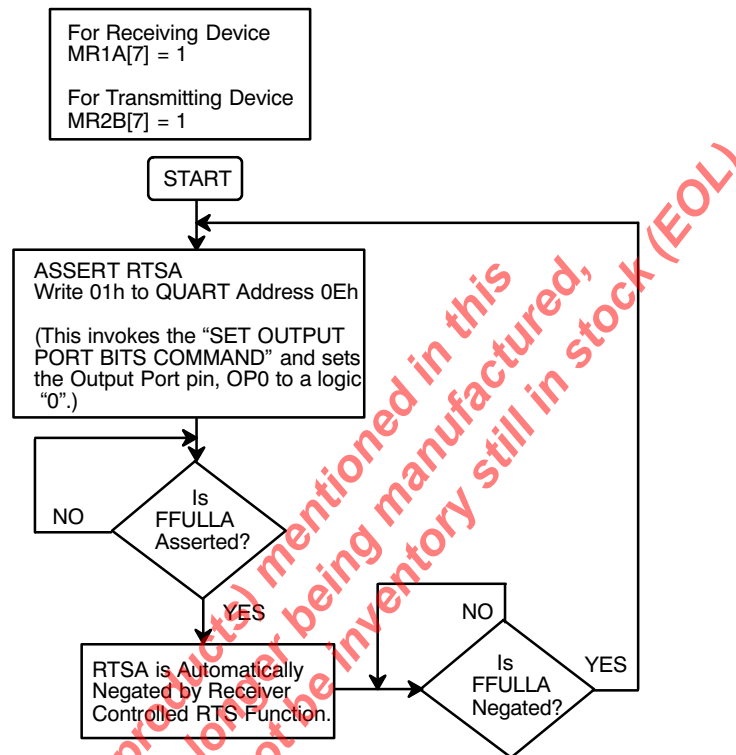 For Receiving Device
MR1A[7] = 1
For Transmitting Device
MR2B[7] = 1
START
ASSERT RTSA
Write 01h to QUART Address 0Eh
(This invokes the “SET OUTPUT
PORT BITS COMMAND” and sets
the Output Port pin, OP0 to a logic
“0”.)
Is
FFULLA
Asserted?
NO
YES
RTSA is Automatically
Negated by Receiver
Controlled RTS Function.
Is
FFULLA
Negated?
NO
YES
products) mentioned in this
longer being manufactured,
not be inventory still in stock (EOL)